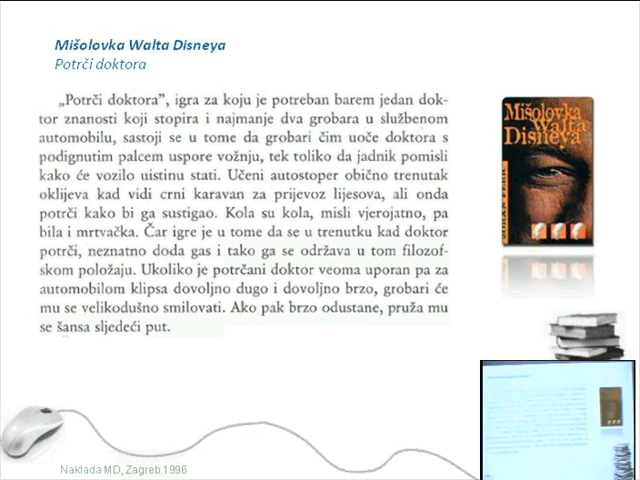 Mišolovka Walta Disneya
Potrči doktora
„Potrči doktora”, igra za koju je potreban barem jedan dok-
tor znanosti koji stopira i najmanje dva grobara u službenom
automobilu, sastoji se u tome da grobari čim uoče doktora s
podignutim palcem uspore vožnju, tek toliko da jadnik pomisli
kako će vozilo uistinu stati. Učeni autostoper obično trenutak
oklijeva kad vidi crni karavan za prijevoz lijesova, ali onda
potrči kako bi ga sustigao. Kola su kola, misli vjerojatno, pa
bila i mrtvačka. Čar igre je u tome da se u trenutku kad doktor
potrči, neznatno doda gas i tako ga se održava u tom filozof-
skom položaju. Ukoliko je potrčani doktor veoma uporan pa za
automobilom klipsa dovoljno dugo i dovoljno brzo, grobari će
mu se velikodušno smilovati. Ako pak brzo odustane, pruža mu
se šansa sljedeći put.
Mišolovka
Walta
Disneya
Naklada MD, Zagreb 1996